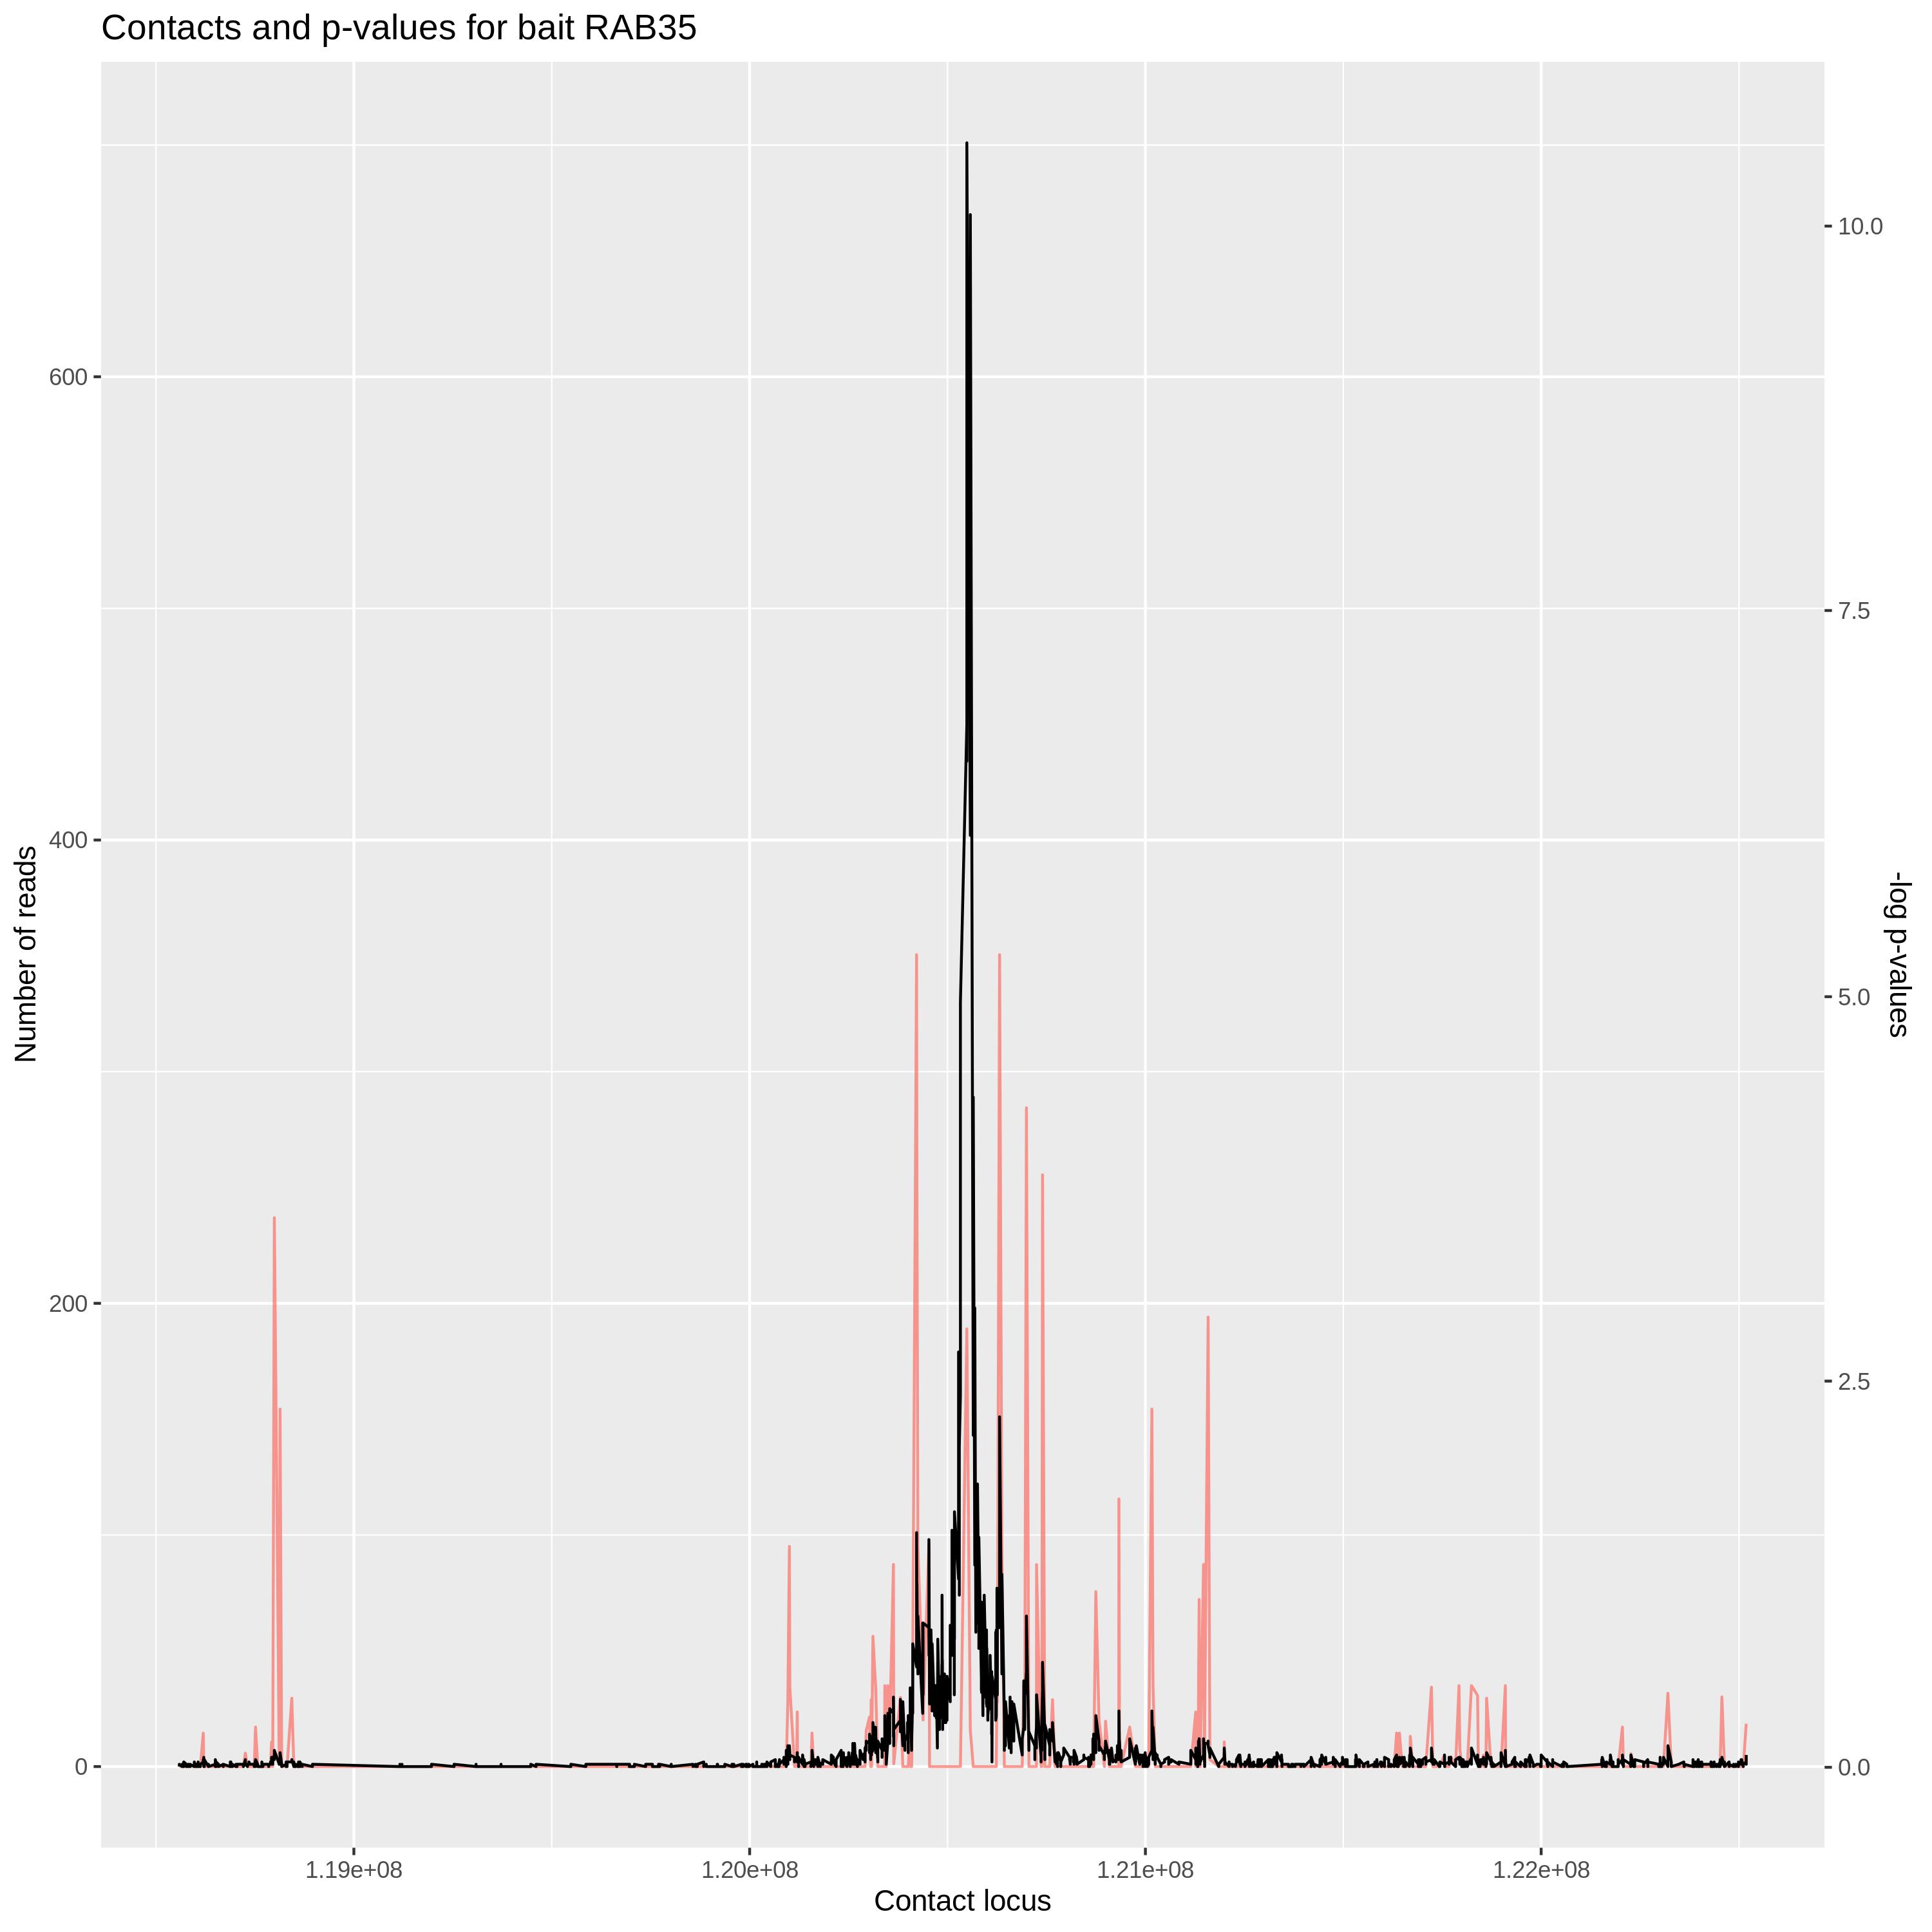 Contacts and p-values for bait RAB35
Number of reads
600
400
200
0
10.0
7.5
5.0
2.5
0.0
-log p-values
1.19e+08
1.20e+08
1.21e+08
1.22e+08
Contact locus